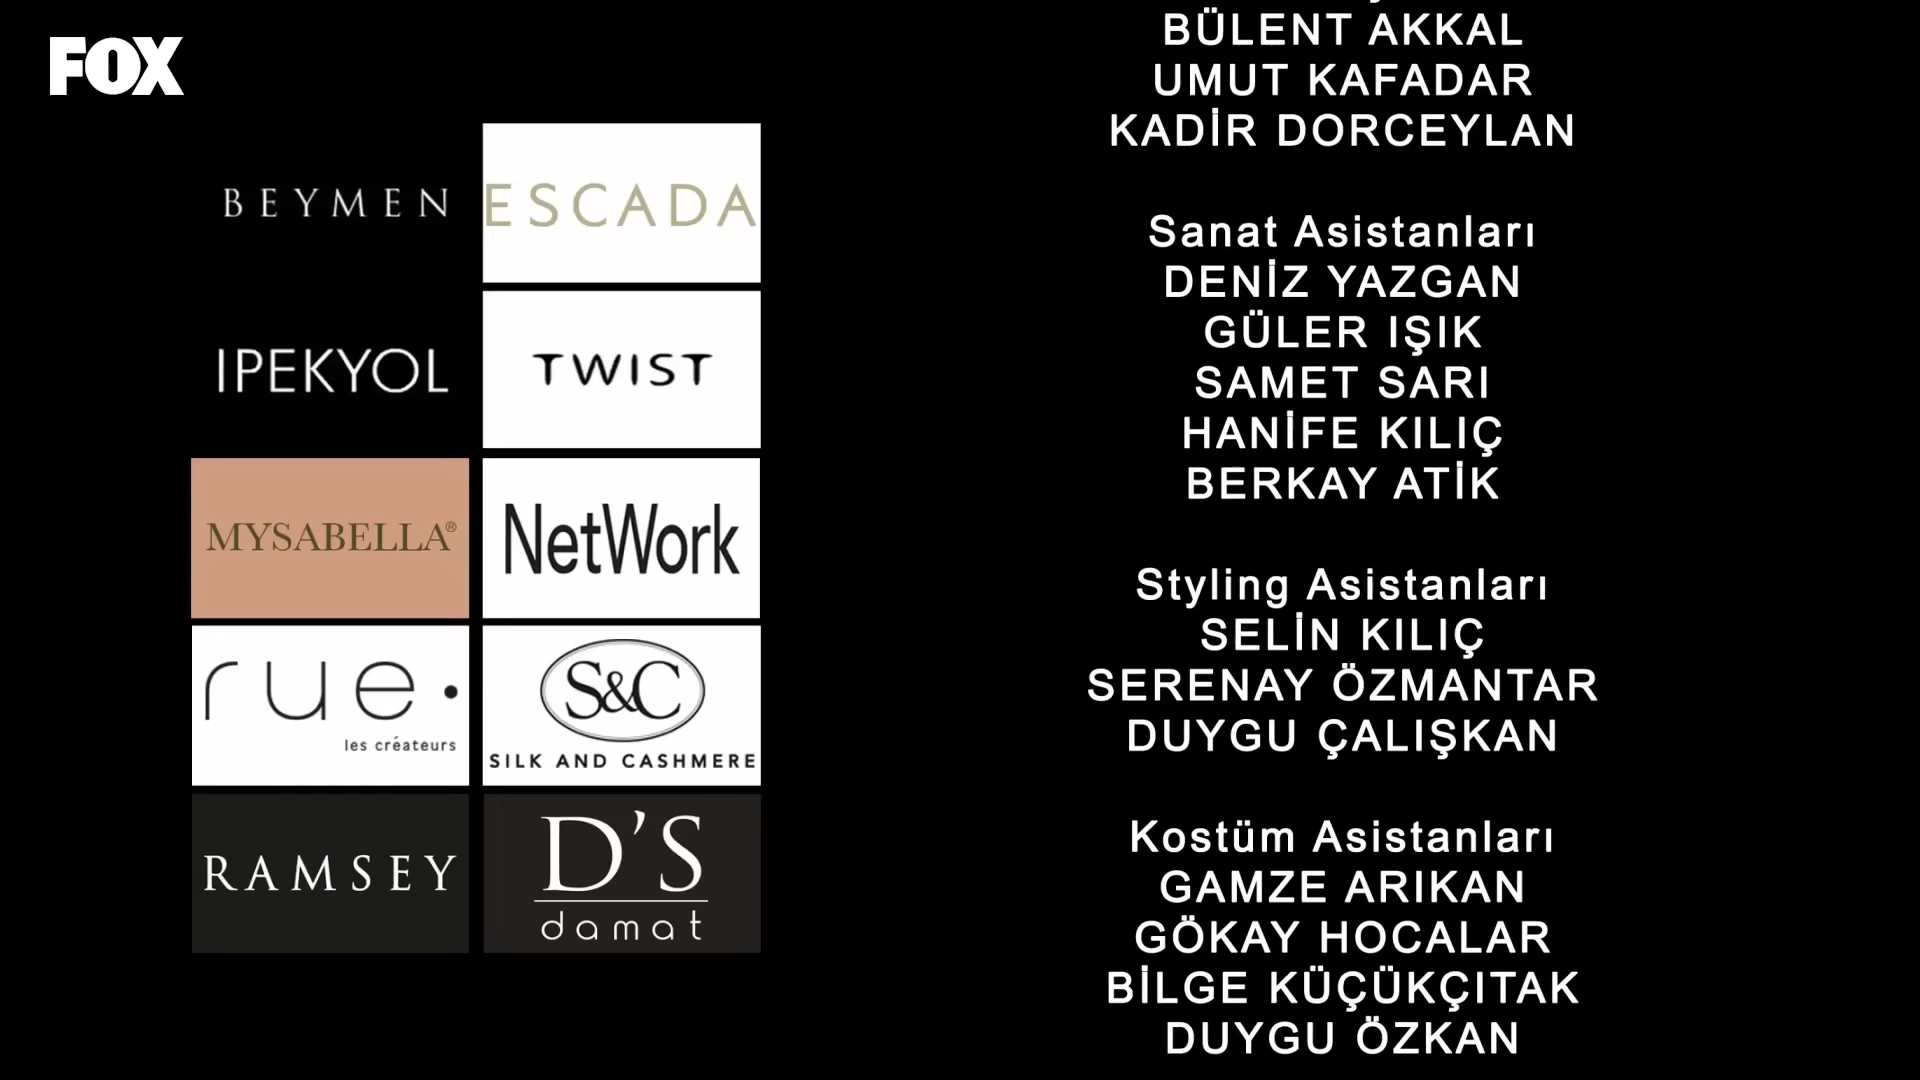 FOX
BEYMEN
ESCADA
IPEKYOL
TWIST
MYSABELLA®
NetWork
rue.
les créateurs
S&C
SILK AND CASHMERE
RAMSEY
D'S
damat
BÜLENT AKKAL
UMUT KAFADAR
KADİR DORCEYLAN
Sanat Asistanları
DENİZ YAZGAN
GÜLER IŞIK
SAMET SARI
HANİFE KILIÇ
BERKAY ATİK
Styling Asistanları
SELİN KILIÇ
SERENAY ÖZMANTAR
DUYGU ÇALIŞKAN
Kostüm Asistanları
GAMZE ARIKAN
GÖKAY HOCALAR
BİLGE KÜÇÜKÇITAK
DUYGU ÖZKAN